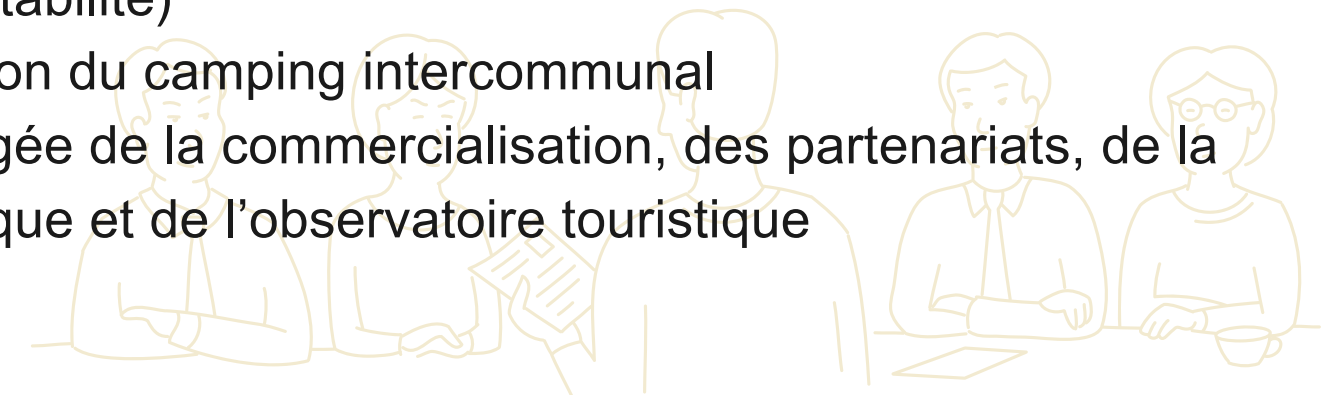 tabilité)
on du camping intercommunal
gée de la commercialisation, des partenariats, de la
que et de l’observatoire touristique